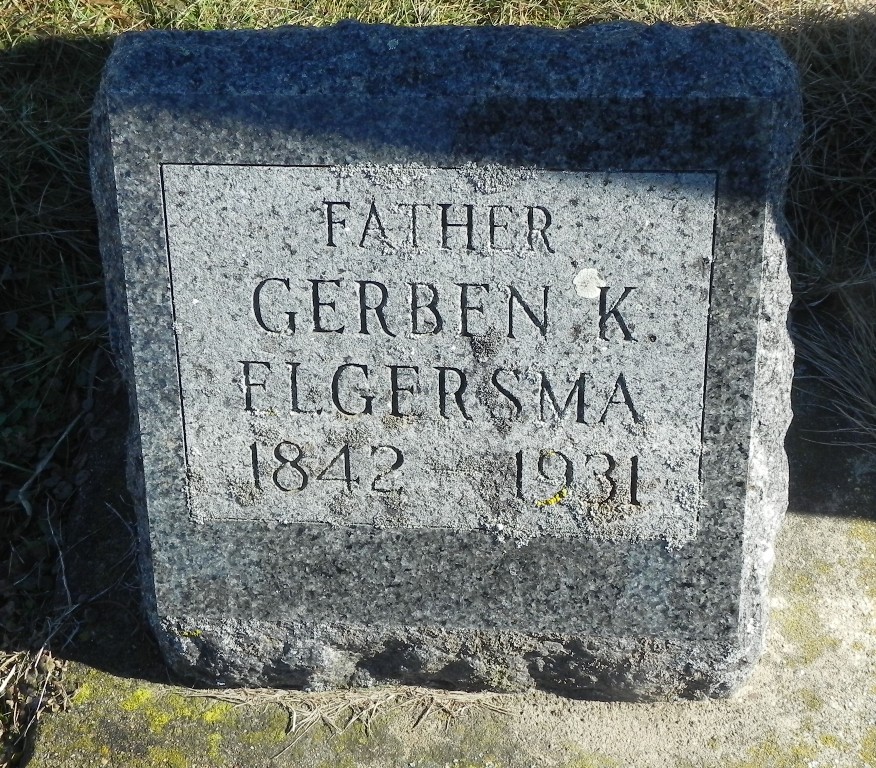 FATHER
GERBEN K.
ELGERSMA
1842 - 1931